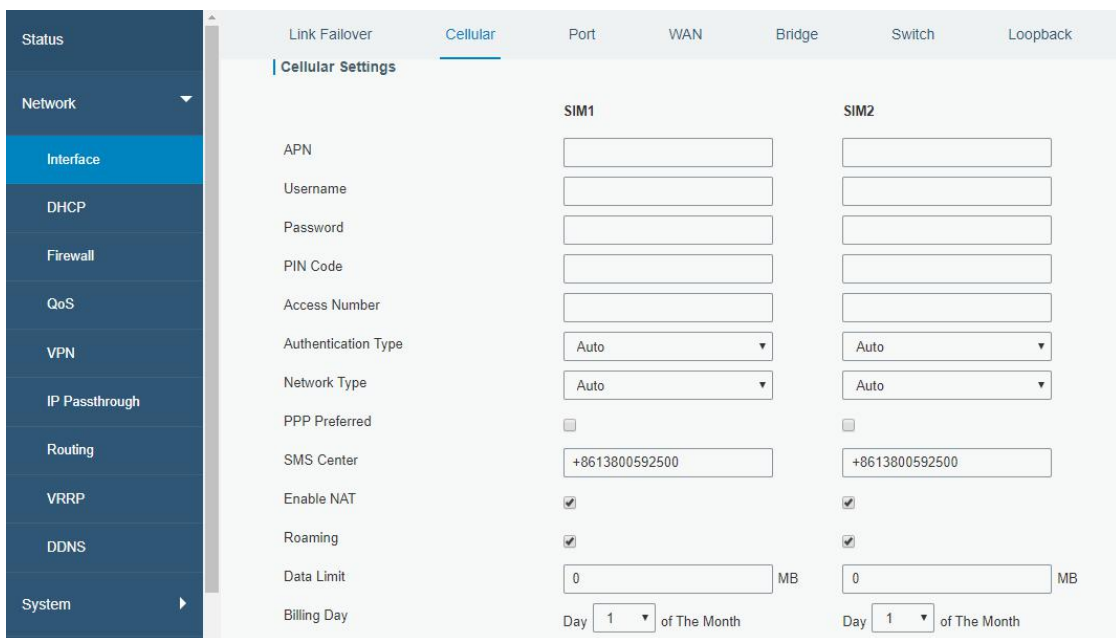 Status
Network
Interface
DHCP
Firewall
QoS
VPN
IP Passthrough
Routing
VRRP
DDNS
System
Link Failover Cellular Port WAN Bridge Switch Loopback
Cellular Settings
SIM1 SIM2
APN
Username
Password
PIN Code
Access Number
Authentication Type Auto Auto
Network Type Auto Auto
PPP Preferred
SMS Center +8613800592500 +8613800592500
Enable NAT
Roaming
Data Limit 0 MB 0 MB
Billing Day Day 1 of The Month Day 1 of The Month